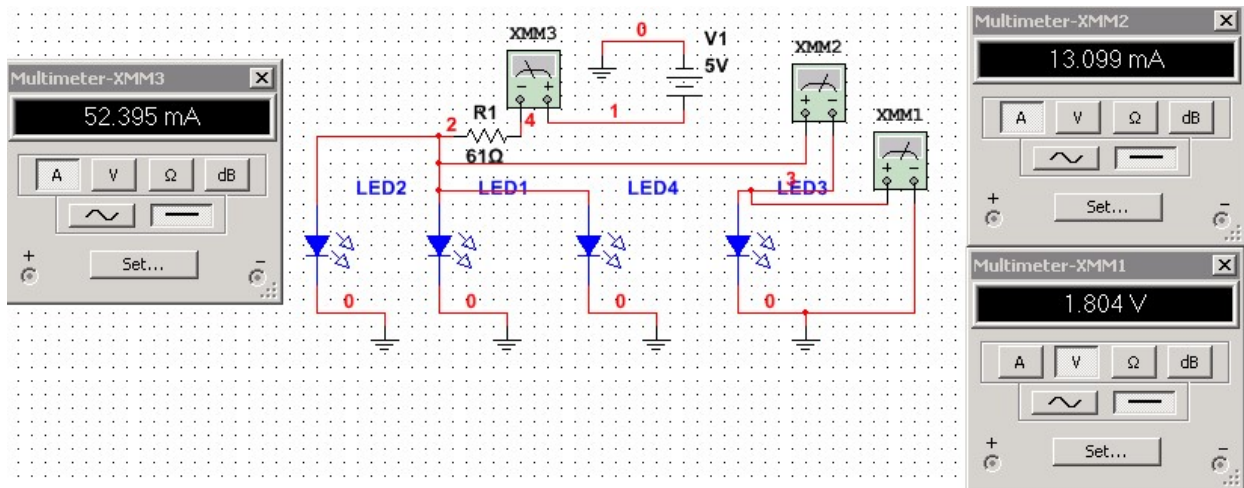 Multimeter-XMM3
52.395 mA
A V Ω dB
Set...
+ -
XMM3
- +
0
V1
5V
1
R1
2 4
61Ω
XMM2
+ -
XMM1
+ -
LED2 LED1 LED4 LED3
3
0 0 0 0
Multimeter-XMM2
13.099 mA
A V Ω dB
Set...
+ -
Multimeter-XMM1
1.804 V
A V Ω dB
Set...
+ -